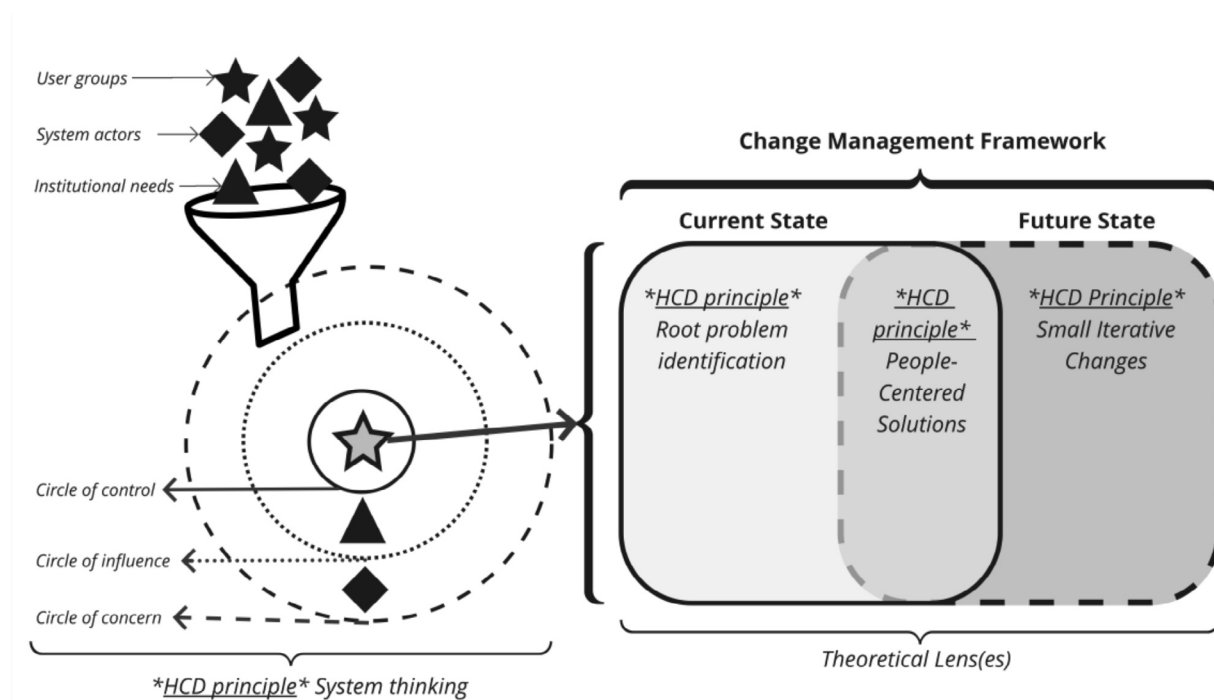 User groups
System actors
Institutional needs
Circle of control
Circle of influence
Circle of concern
*HCD principle* System thinking
Change Management Framework
Current State
Future State
*HCD principle*
Root problem
identification
*HCD
principle*
People-
Centered
Solutions
*HCD Principle*
Small Iterative
Changes
Theoretical Lens(es)